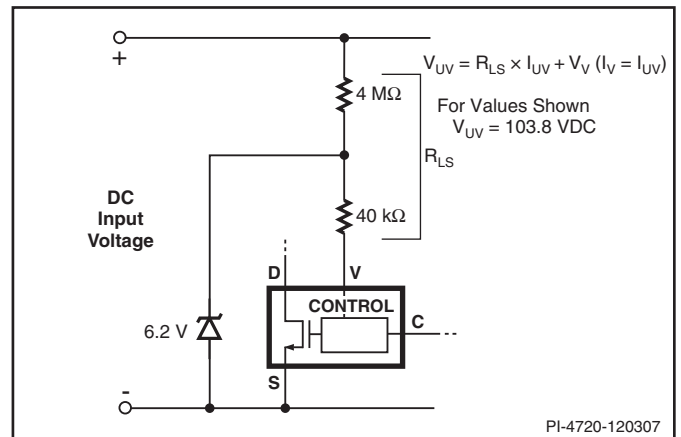 +
V_UV = R_LS × I_UV + V_V (I_V = I_UV)
4 MΩ
For Values Shown
V_UV = 103.8 VDC
R_LS
DC
Input
Voltage
40 kΩ
D
V
CONTROL
C
6.2 V
S
-
PI-4720-120307